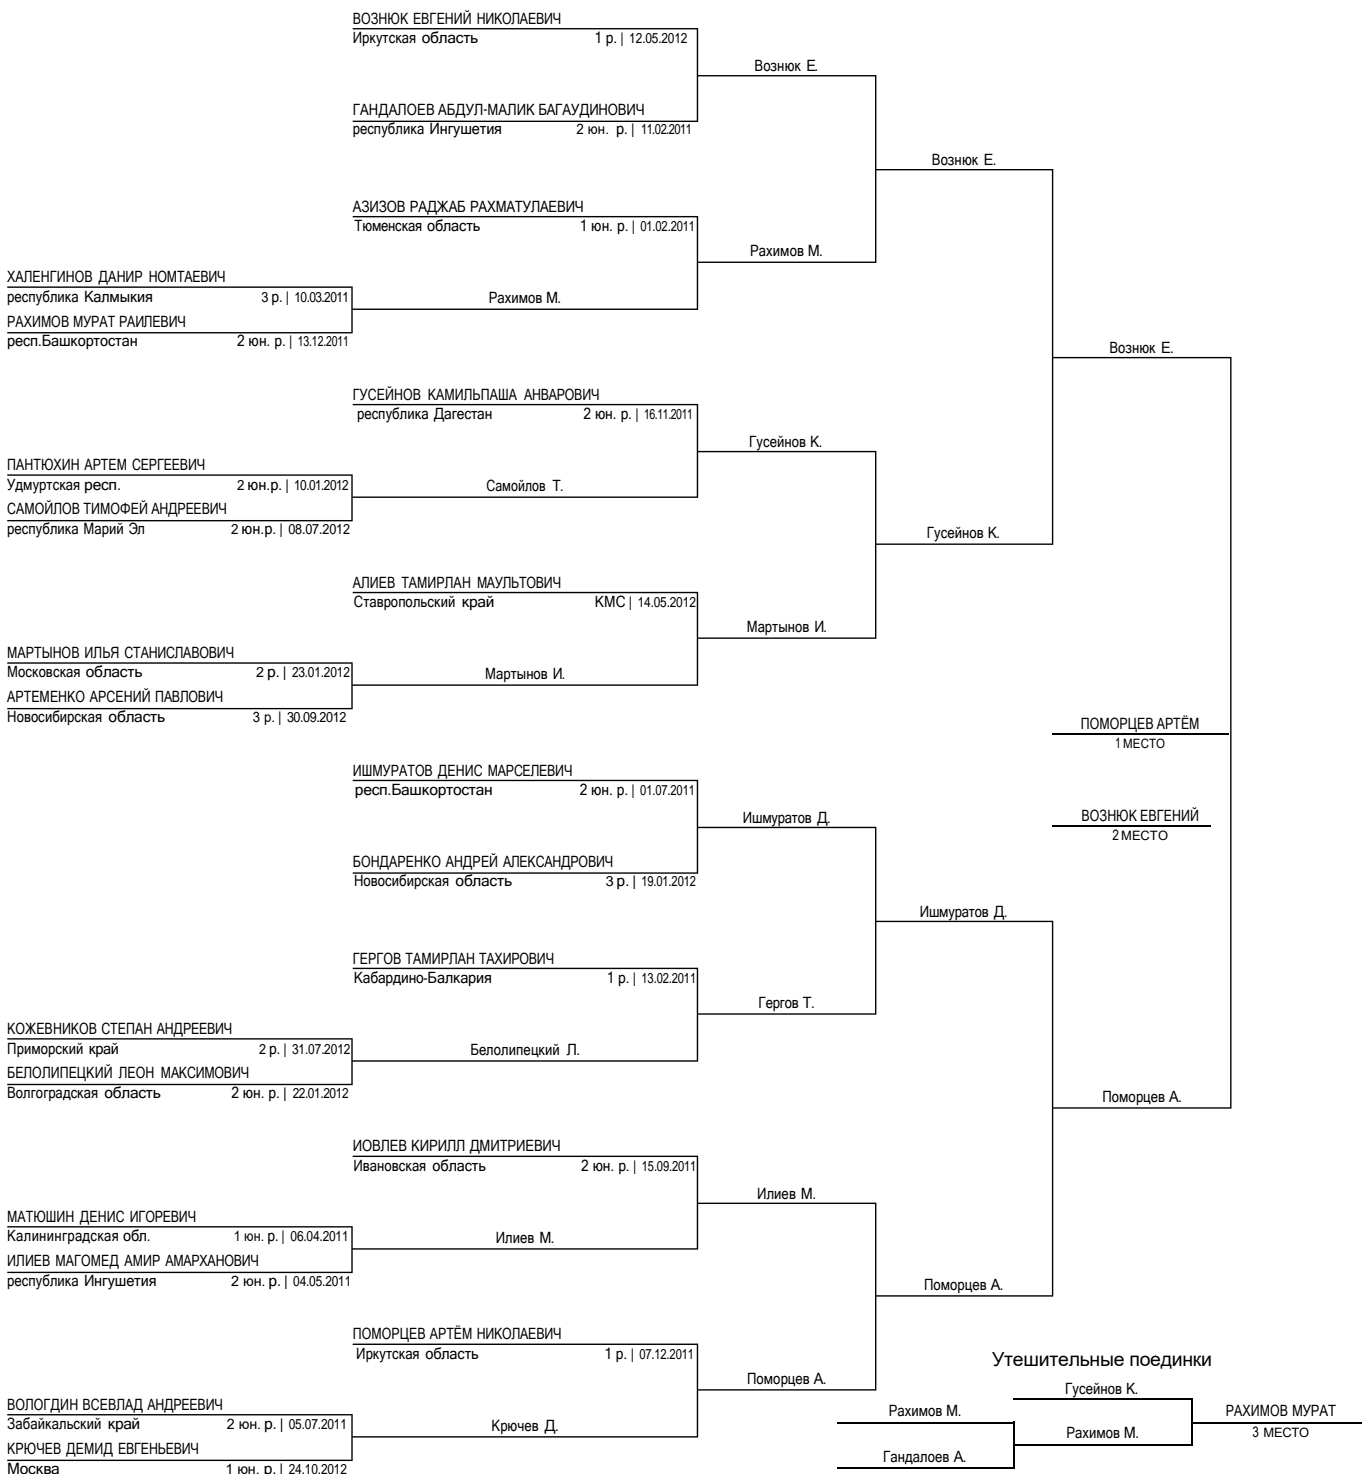 ВОЗНЮК ЕВГЕНИЙ НИКОЛАЕВИЧ
Иркутская область 1 р. | 12.05.2012
Вознюк Е.
ГАНДАЛОЕВ АБДУЛ-МАЛИК БАГАУДИНОВИЧ
республика Ингушетия 2 юн. р. | 11.02.2011
Вознюк Е.
АЗИЗОВ РАДЖАБ РАХМАТУЛАЕВИЧ
Тюменская область 1 юн. р. | 01.02.2011
Рахимов М.
ХАЛЕНГИНОВ ДАНИР НОМТАЕВИЧ
республика Калмыкия 3 р. | 10.03.2011
Рахимов М.
РАХИМОВ МУРАТ РАИЛЕВИЧ
респ.Башкортостан 2 юн. р. | 13.12.2011
Вознюк Е.
ГУСЕЙНОВ КАМИЛЬПАША АНВАРОВИЧ
республика Дагестан 2 юн. р. | 16.11.2011
Гусейнов К.
ПАНТЮХИН АРТЕМ СЕРГЕЕВИЧ
Удмуртская респ. 2 юн.р. | 10.01.2012
Самойлов Т.
САМОЙЛОВ ТИМОФЕЙ АНДРЕЕВИЧ
республика Марий Эл 2 юн.р. | 08.07.2012
Гусейнов К.
АЛИЕВ ТАМИРЛАН МАУЛЬТОВИЧ
Ставропольский край КМС | 14.05.2012
Мартынов И.
МАРТЫНОВ ИЛЬЯ СТАНИСЛАВОВИЧ
Московская область 2 р. | 23.01.2012
Мартынов И.
АРТЕМЕНКО АРСЕНИЙ ПАВЛОВИЧ
Новосибирская область 3 р. | 30.09.2012
ПОМОРЦЕВ АРТЁМ
1 МЕСТО
ИШМУРАТОВ ДЕНИС МАРСЕЛЕВИЧ
респ.Башкортостан 2 юн. р. | 01.07.2011
Ишмуратов Д.
ВОЗНЮК ЕВГЕНИЙ
2 МЕСТО
БОНДАРЕНКО АНДРЕЙ АЛЕКСАНДРОВИЧ
Новосибирская область 3 р. | 19.01.2012
Ишмуратов Д.
ГЕРГОВ ТАМИРЛАН ТАХИРОВИЧ
Кабардино-Балкария 1 р. | 13.02.2011
Гергов Т.
КОЖЕВНИКОВ СТЕПАН АНДРЕЕВИЧ
Приморский край 2 р. | 31.07.2012
Белолипецкий Л.
БЕЛОЛИПЕЦКИЙ ЛЕОН МАКСИМОВИЧ
Волгоградская область 2 юн. р. | 22.01.2012
Поморцев А.
ИОВЛЕВ КИРИЛЛ ДМИТРИЕВИЧ
Ивановская область 2 юн. р. | 15.09.2011
Илиев М.
МАТЮШИН ДЕНИС ИГОРЕВИЧ
Калининградская обл. 1 юн. р. | 06.04.2011
Илиев М.
ИЛИЕВ МАГОМЕД АМИР АМАРХАНОВИЧ
республика Ингушетия 2 юн. р. | 04.05.2011
Поморцев А.
ПОМОРЦЕВ АРТЁМ НИКОЛАЕВИЧ
Иркутская область 1 р. | 07.12.2011
Поморцев А.
ВОЛОГДИН ВСЕВЛАД АНДРЕЕВИЧ
Забайкальский край 2 юн. р. | 05.07.2011
Крючев Д.
КРЮЧЕВ ДЕМИД ЕВГЕНЬЕВИЧ
Москва 1 юн. р. | 24.10.2012
Утешительные поединки
Гусейнов К.
Рахимов М.
РАХИМОВ МУРАТ
3 МЕСТО
Рахимов М.
Гандалоев А.